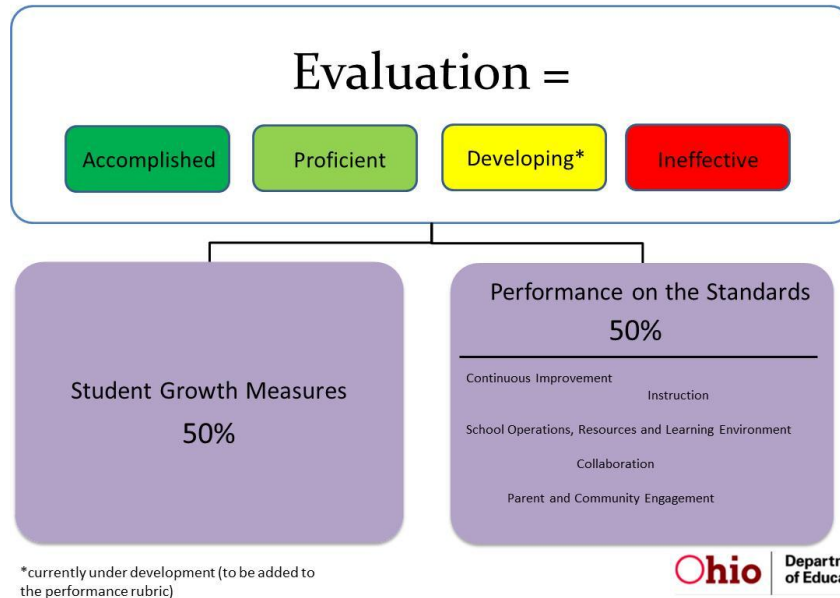 Evaluation =
Accomplished
Proficient
Developing*
Ineffective
Student Growth Measures
50%
Performance on the Standards
50%
Continuous Improvement
Instruction
School Operations, Resources and Learning Environment
Collaboration
Parent and Community Engagement
*currently under development (to be added to
the performance rubric)
Ohio
of